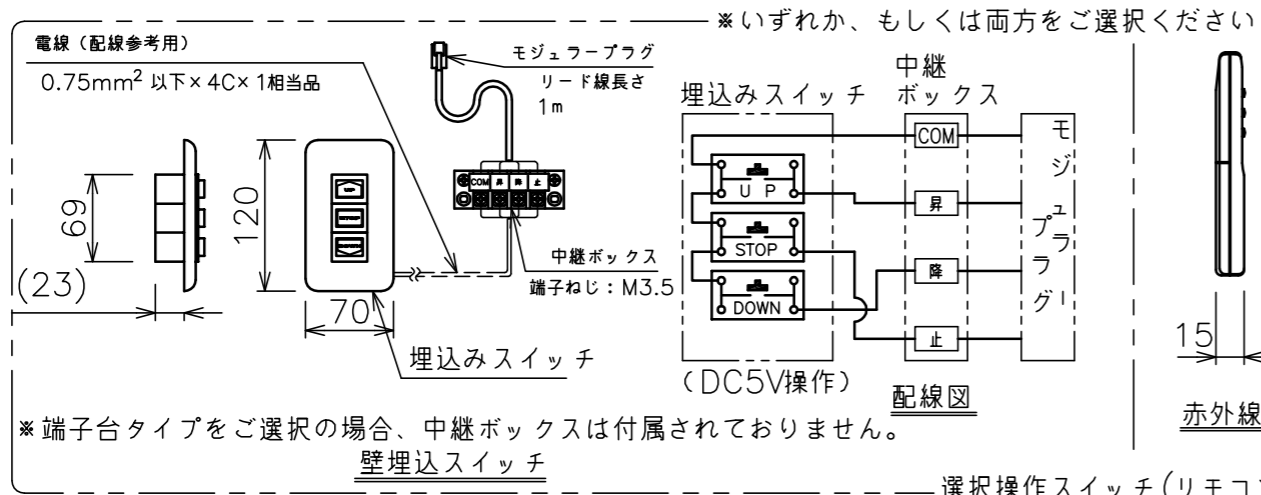 ※いずれか、もしくは両方をご選択ください
電線（配線参考用）
0.75mm² 以下×4C×1相当品
モジュラープラグ
リード線長さ
1m
69
(23)
120
70
UP
COM 昇 降 止
中継ボックス
端子ねじ：M3.5
埋込みスイッチ
埋込みスイッチ
中継
ボックス
UP
STOP
DOWN
COM
昇
降
止
モジュラープラグ
(DC5V操作)
配線図
15
赤外線
※端子台タイプをご選択の場合、中継ボックスは付属されておりません。
壁埋込スイッチ
選択操作スイッチ(リモコン